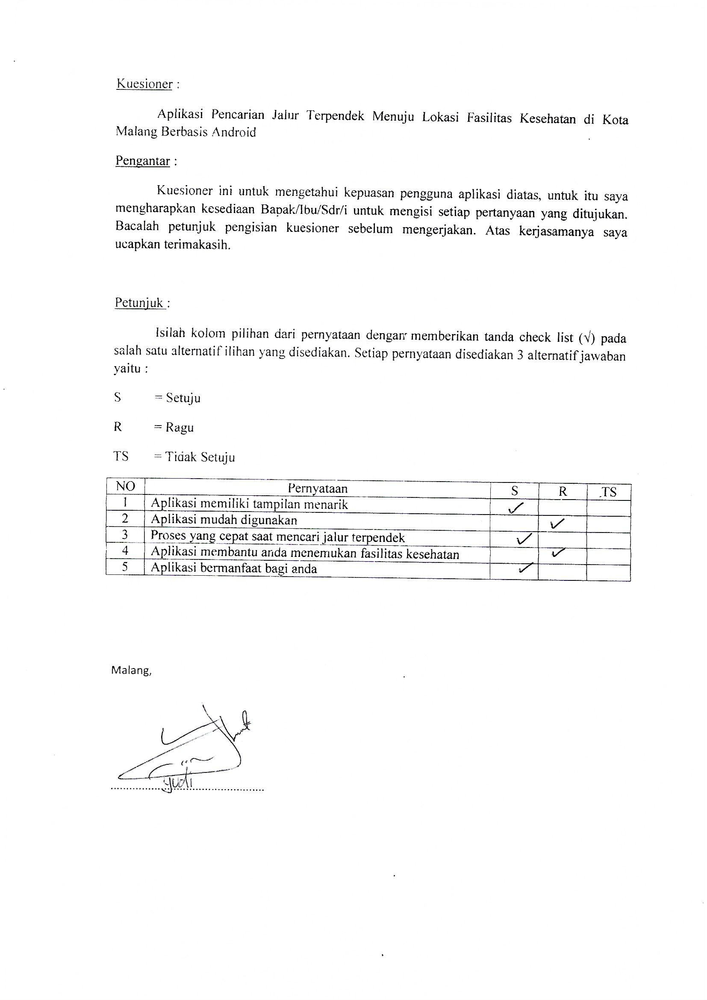 Kuesioner :
Aplikasi Pencarian Jalur Terpendek Menuju Lokasi Fasilitas Kesehatan di Kota
Malang Berbasis Android
Pengantar :
Kuesioner ini untuk mengetahui kepuasan pengguna aplikasi diatas, untuk itu saya
mengharapkan kesediaan Bapak/Ibu/Sdr/i untuk mengisi setiap pertanyaan yang ditujukan.
Bacalah petunjuk pengisian kuesioner sebelum mengerjakan. Atas kerjasamanya saya
ucapkan terimakasih.
Petunjuk :
Isilah kolom pilihan dari pernyataan dengan memberikan tanda check list (√) pada
salah satu alternatif ilihan yang disediakan. Setiap pernyataan disediakan 3 alternatif jawaban
yaitu :
S = Setuju
R = Ragu
TS = Tidak Setuju
NO Pernyataan S R TS
1 Aplikasi memiliki tampilan menarik ✓
2 Aplikasi mudah digunakan ✓
3 Proses yang cepat saat mencari jalur terpendek ✓
4 Aplikasi membantu anda menemukan fasilitas kesehatan ✓
5 Aplikasi bermanfaat bagi anda ✓
Malang,
yudi